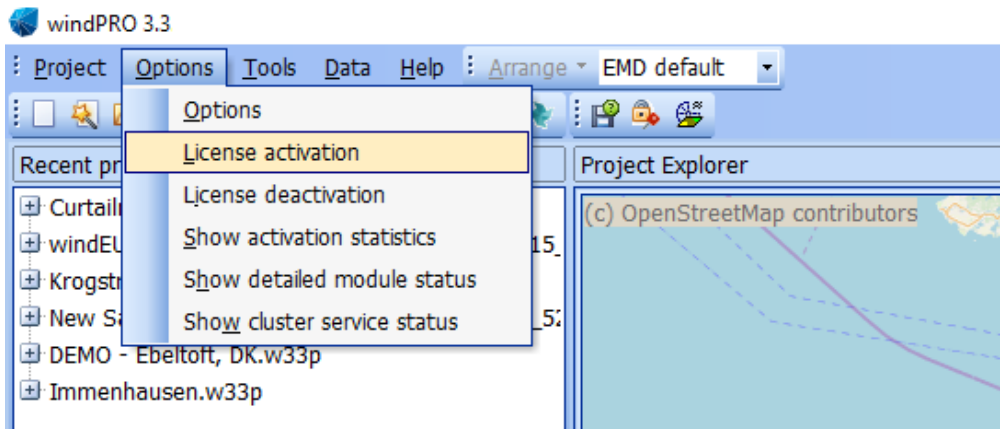 windPRO 3.3
Project Options Tools Data Help Arrange EMD default
Options
License activation
License deactivation
Show activation statistics
Show detailed module status
Show cluster service status
Recent pr
Curtail
windEU 15_
Krogstr
New Sa _52
DEMO - Ebeltoft, DK.w33p
Immenhausen.w33p
Project Explorer
(c) OpenStreetMap contributors